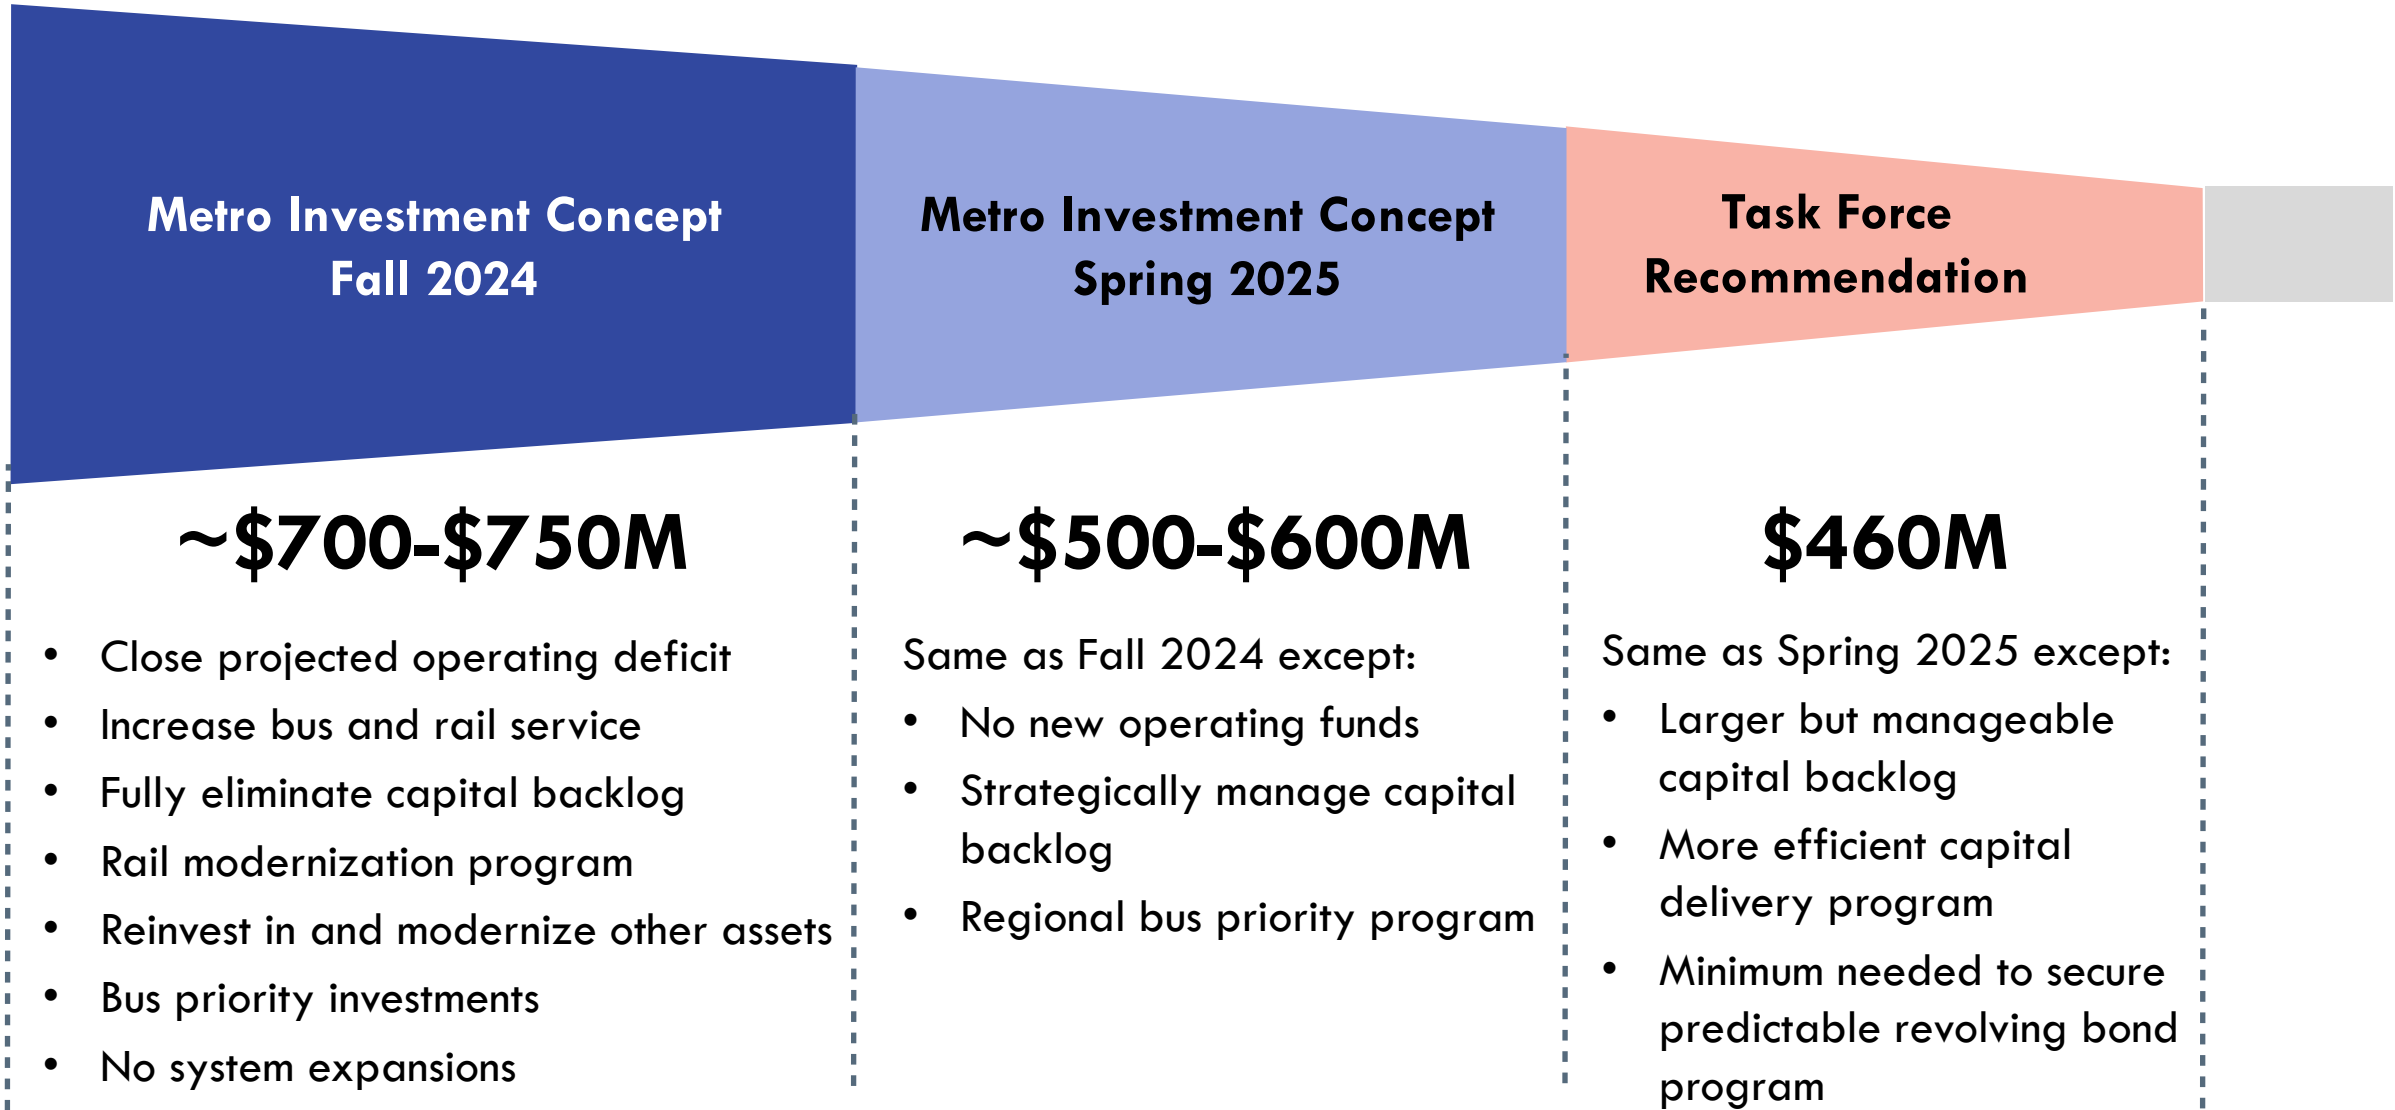 Metro Investment Concept
Fall 2024
~$700-$750M
• Close projected operating deficit
• Increase bus and rail service
• Fully eliminate capital backlog
• Rail modernization program
• Reinvest in and modernize other assets
• Bus priority investments
• No system expansions
Metro Investment Concept
Spring 2025
~$500-$600M
Same as Fall 2024 except:
• No new operating funds
• Strategically manage capital
backlog
• Regional bus priority program
Task Force
Recommendation
$460M
Same as Spring 2025 except:
• Larger but manageable
capital backlog
• More efficient capital
delivery program
• Minimum needed to secure
predictable revolving bond
program